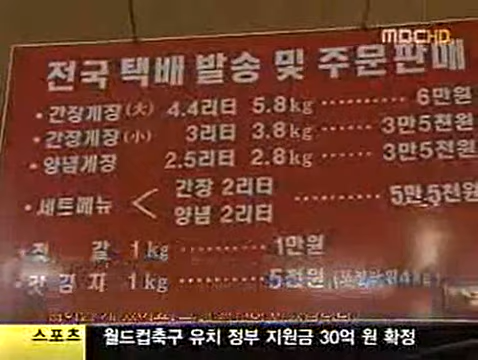 MBC HD
전국 택배 발송 및 주문판매
• 간장게장(大) 4.4리터 5.8kg ·········· 6만원
• 간장게장(小) 3리터 3.8kg ·········· 3만5천원
• 양념게장 2.5리터 2.8kg ·········· 3만5천원
• 세트메뉴 < 간장 2리터 양념 2리터 ·········· 5만5천원
갈 1kg ·········· 1만원
1kg ·········· 5천원
스포츠 월드컵축구 유치 정부 지원금 30억 원 확정